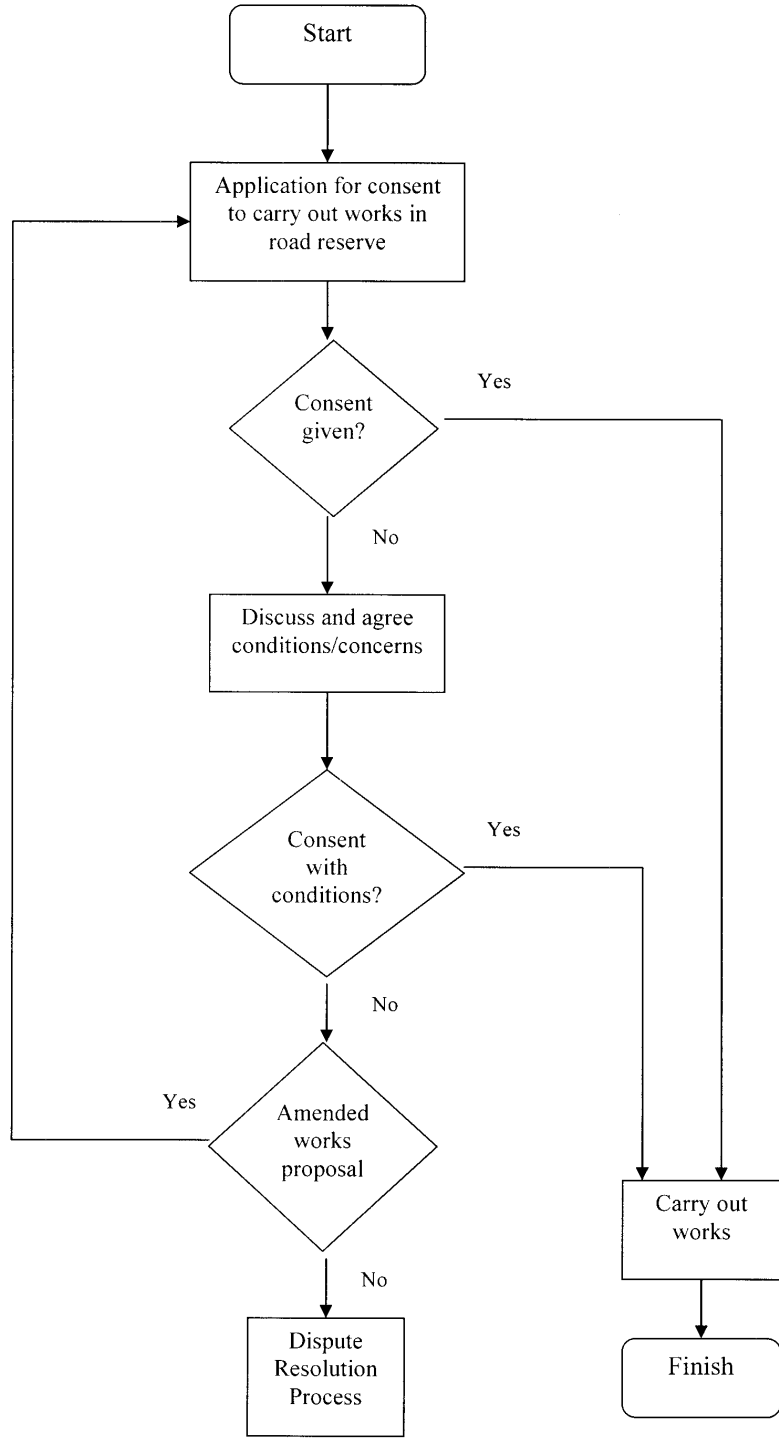 Start
Application for consent
to carry out works in
road reserve
Yes
Consent
given?
No
Discuss and agree
conditions/concerns
Yes
Consent
with
conditions?
No
Yes
Amended
works
proposal
Carry out
works
No
Dispute
Resolution
Process
Finish